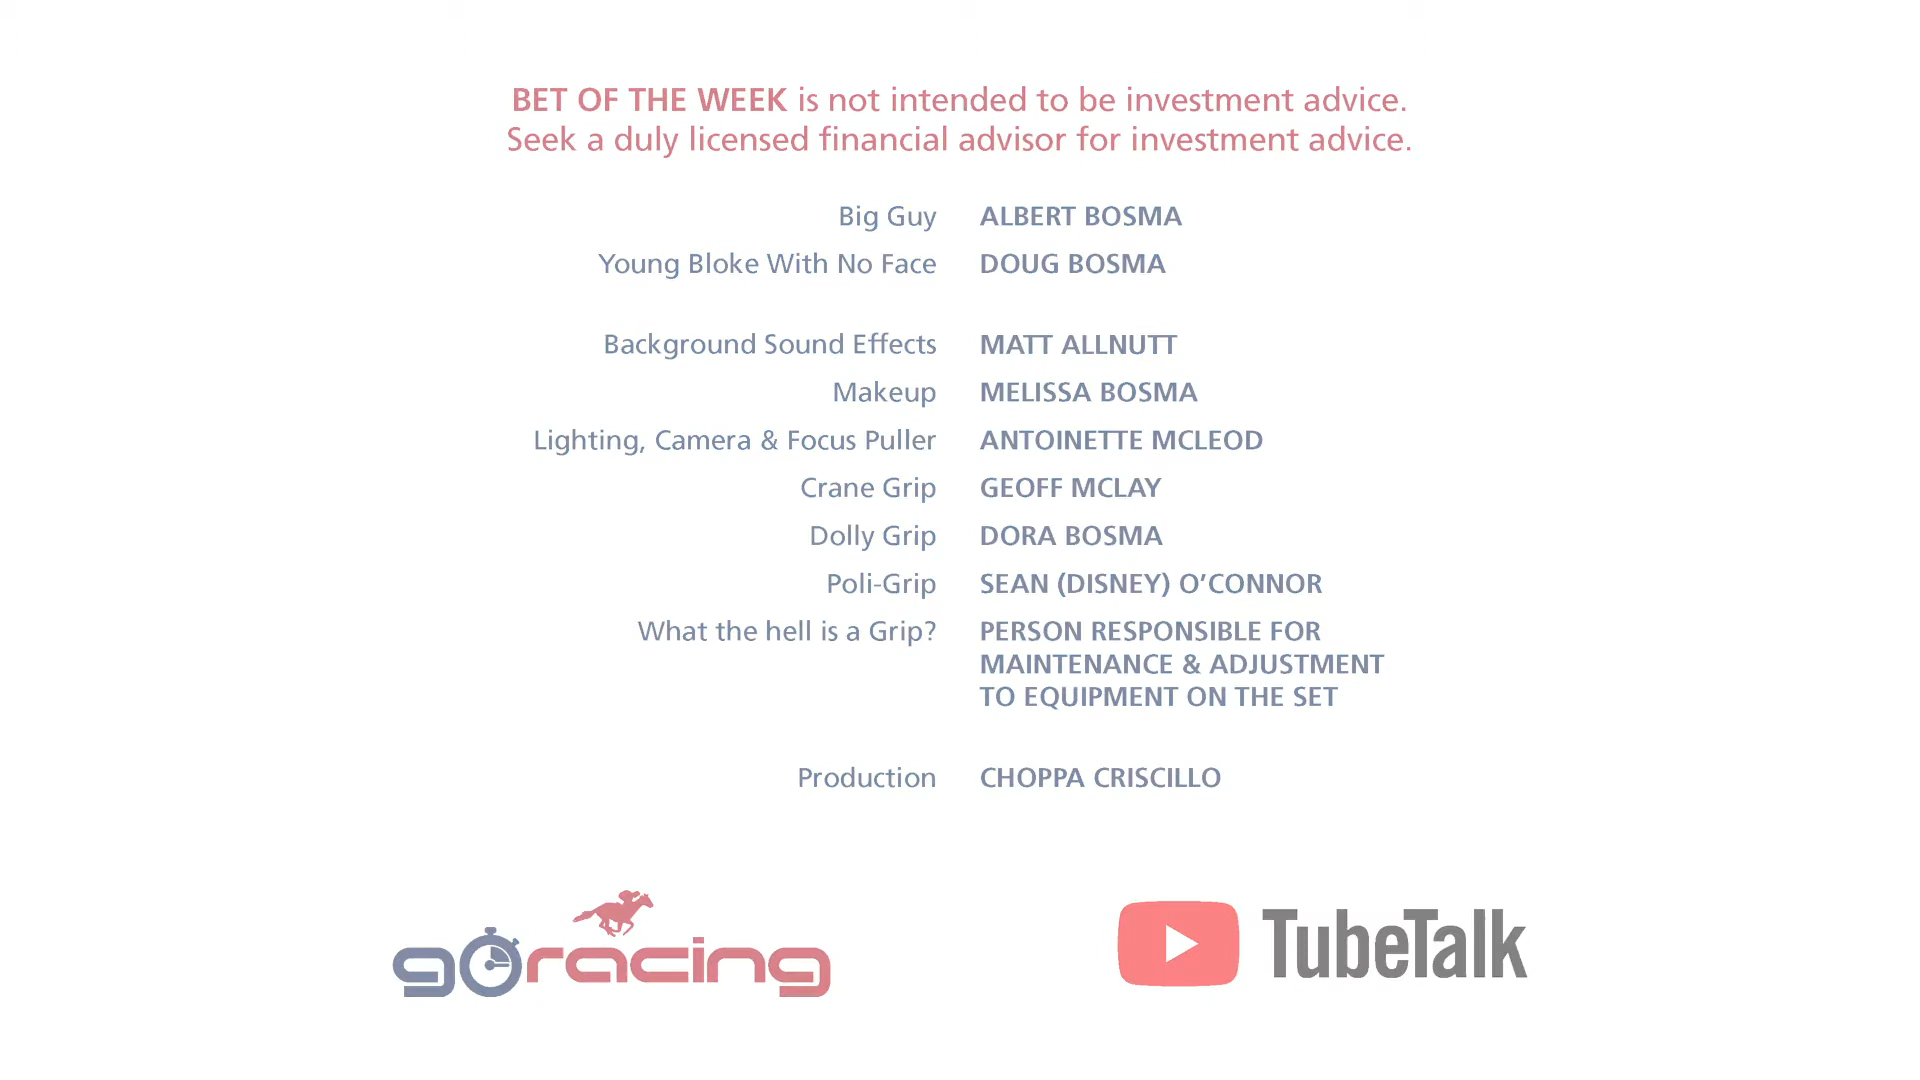 BET OF THE WEEK is not intended to be investment advice.
Seek a duly licensed financial advisor for investment advice.
Big Guy ALBERT BOSMA
Young Bloke With No Face DOUG BOSMA
Background Sound Effects MATT ALLNUTT
Makeup MELISSA BOSMA
Lighting, Camera & Focus Puller ANTOINETTE MCLEOD
Crane Grip GEOFF MCLAY
Dolly Grip DORA BOSMA
Poli-Grip SEAN (DISNEY) O’CONNOR
What the hell is a Grip? PERSON RESPONSIBLE FOR
MAINTENANCE & ADJUSTMENT
TO EQUIPMENT ON THE SET
Production CHOPPA CRISCILLO
goracing
TubeTalk